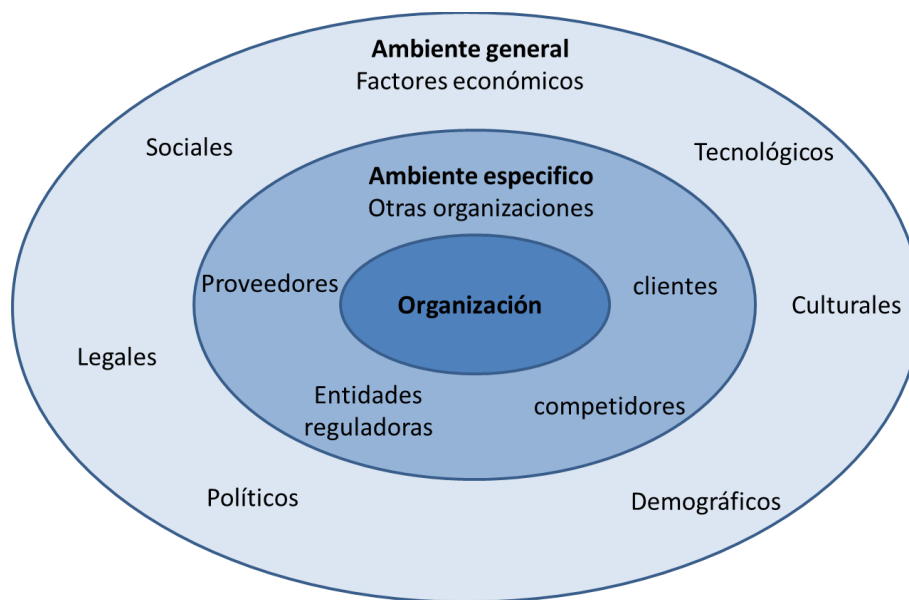 Ambiente general
Factores económicos
Sociales
Tecnológicos
Ambiente especifico
Otras organizaciones
Proveedores
clientes
Organización
Culturales
Legales
Entidades
reguladoras
competidores
Políticos
Demográficos